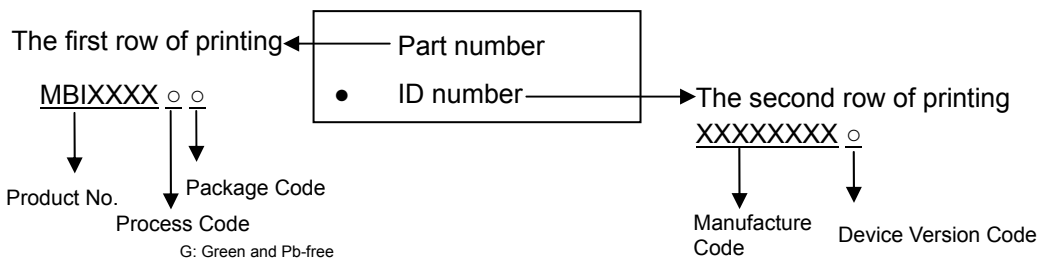 The first row of printing
Part number
MBIXXXX ○ ○
● ID number
The second row of printing
XXXXXXXX ○
Product No.
Package Code
Process Code
G: Green and Pb-free
Manufacture
Code
Device Version Code